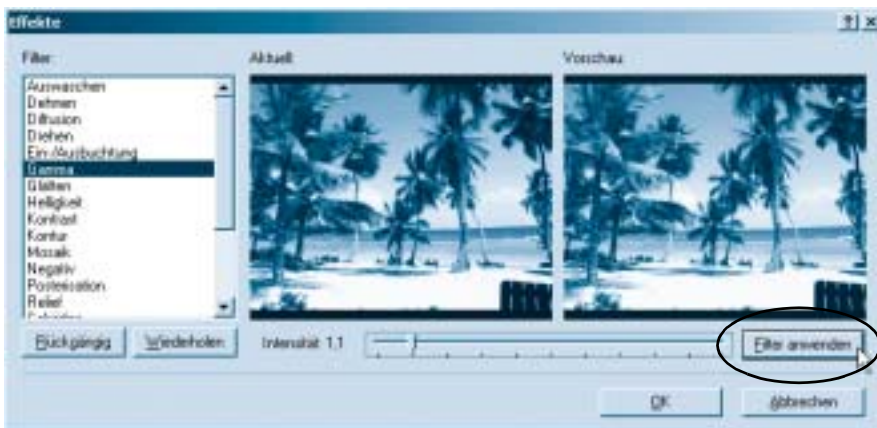 Effekte
Filter:
Aktuell:
Vorschau:
Auswaschen
Dehnen
Diffusion
Drehen
Ein-/Ausbuchtung
Gamma
Glätten
Helligkeit
Kontrast
Kontur
Mosaik
Negativ
Posterisation
Relief
Rückgängig
Wiederholen
Intensität: 1,1
Filter anwenden
OK
Abbrechen